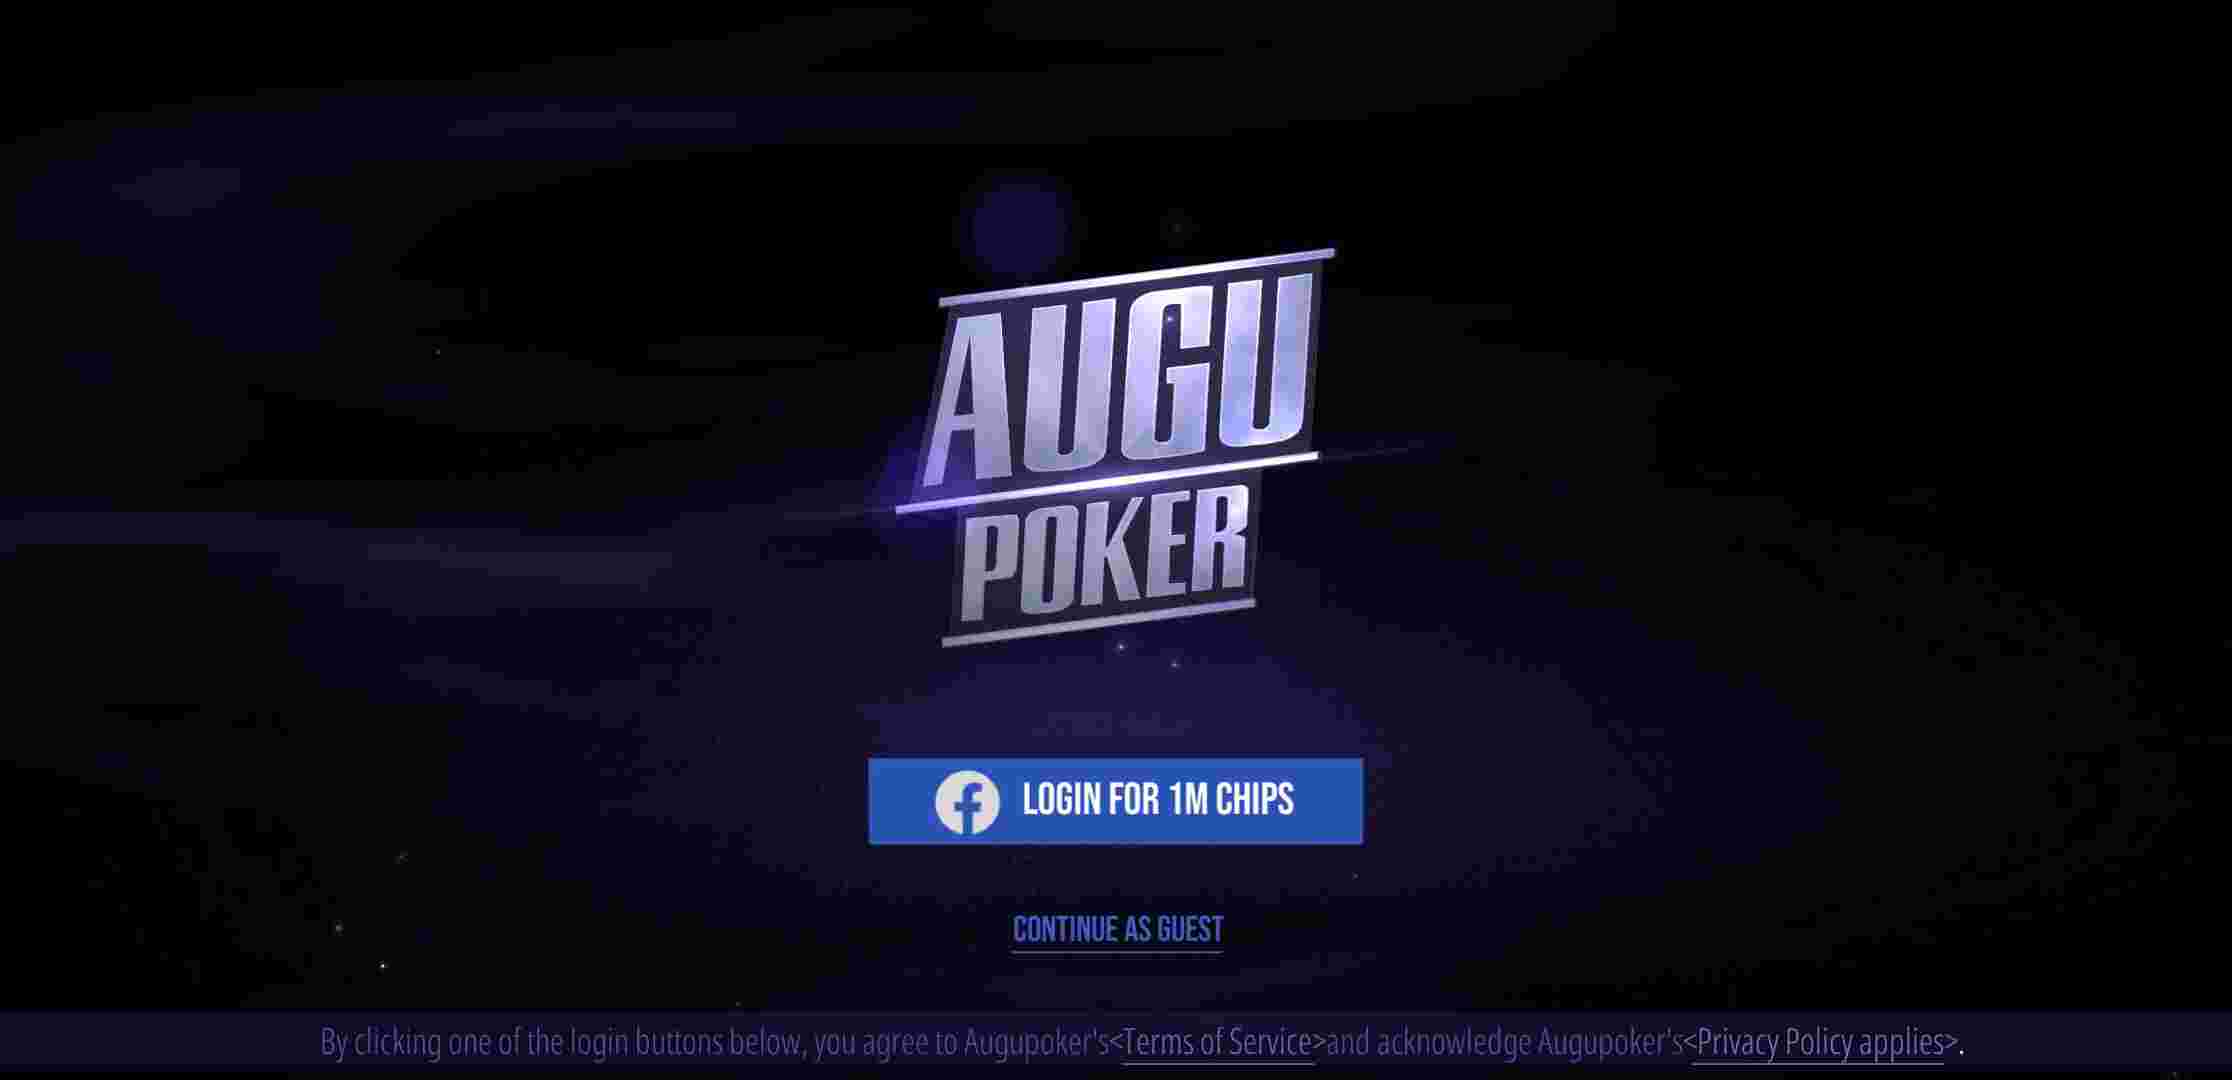 AUGU
POKER
LOGIN FOR 1M CHIPS
CONTINUE AS GUEST
By clicking one of the login buttons below, you agree to Augupoker's<Terms of Service>and acknowledge Augupoker's<Privacy Policy applies>.